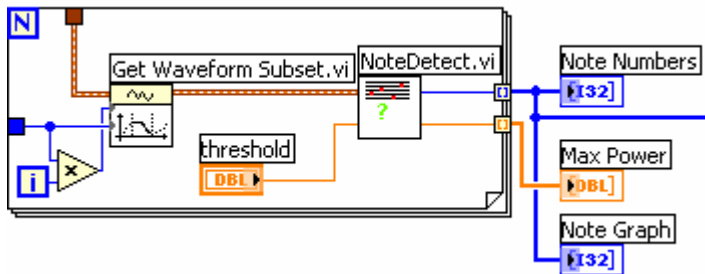 N
Get Waveform Subset.vi
NoteDetect.vi
?
threshold
DBL
i
×
Note Numbers
[I32]
Max Power
[DBL]
Note Graph
[I32]